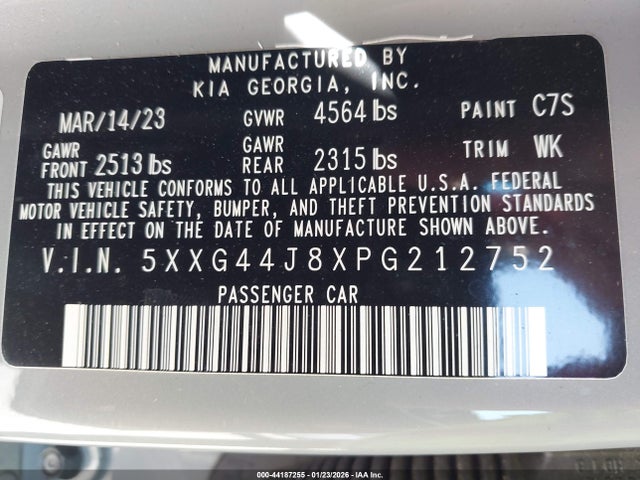 MANUFACTURED BY
KIA GEORGIA, INC.
MAR/14/23 GVWR 4564 lbs PAINT C7S
GAWR FRONT 2513 lbs GAWR REAR 2315 lbs TRIM WK
THIS VEHICLE CONFORMS TO ALL APPLICABLE U.S.A. FEDERAL
MOTOR VEHICLE SAFETY, BUMPER, AND THEFT PREVENTION STANDARDS
IN EFFECT ON THE DATE OF MANUFACTURE SHOWN ABOVE.
V.I.N. 5XXG44J8XPG212752
PASSENGER CAR
000-44187255 - 01/23/2026 - IAA Inc.